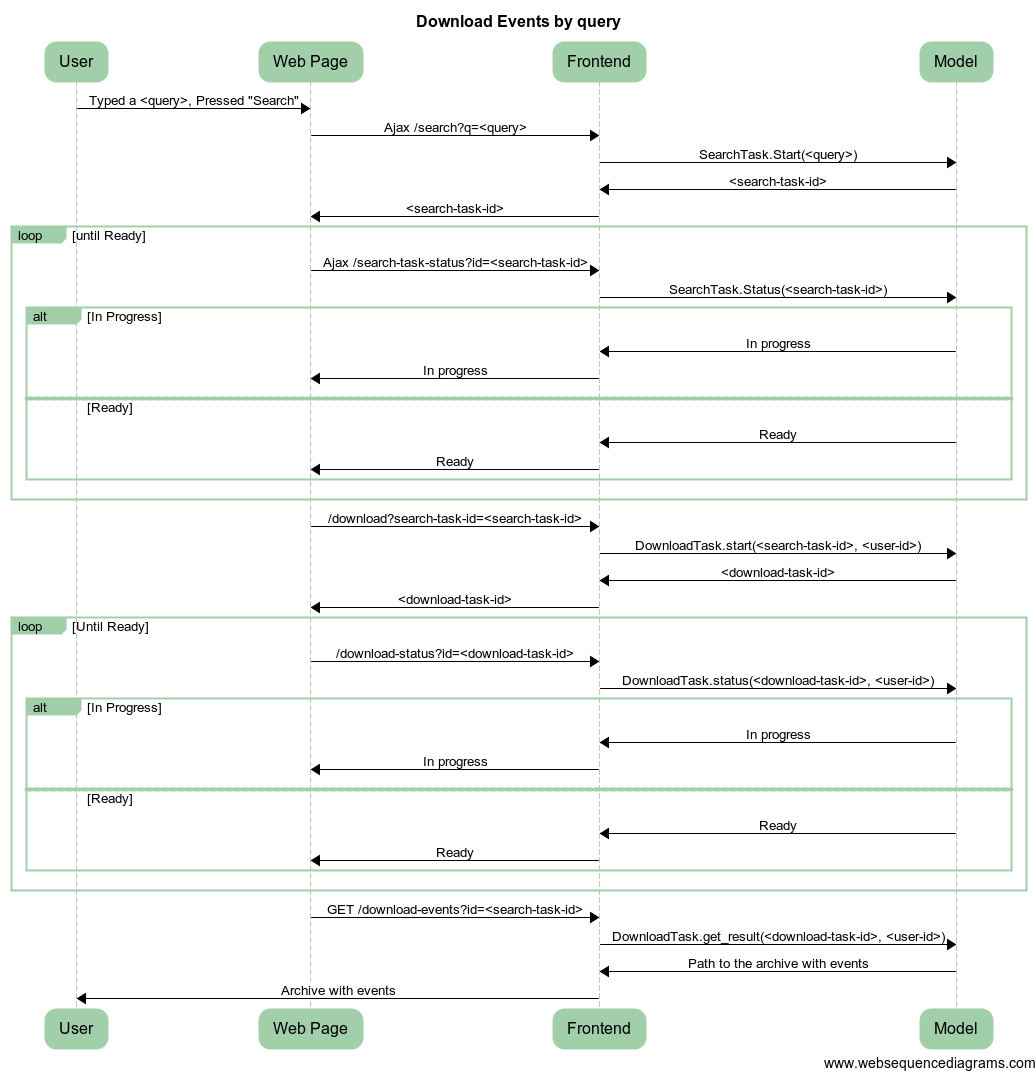 Download Events by query
User
Web Page
Frontend
Model
Typed a <query>, Pressed "Search"
Ajax /search?q=<query>
SearchTask.Start(<query>)
<search-task-id>
<search-task-id>
loop [until Ready]
Ajax /search-task-status?id=<search-task-id>
SearchTask.Status(<search-task-id>)
alt [In Progress]
In progress
In progress
[Ready]
Ready
Ready
/download?search-task-id=<search-task-id>
DownloadTask.start(<search-task-id>, <user-id>)
<download-task-id>
<download-task-id>
loop [Until Ready]
/download-status?id=<download-task-id>
DownloadTask.status(<download-task-id>, <user-id>)
alt [In Progress]
In progress
In progress
[Ready]
Ready
Ready
GET /download-events?id=<search-task-id>
DownloadTask.get_result(<download-task-id>, <user-id>)
Path to the archive with events
Archive with events
User
Web Page
Frontend
Model
www.websequencediagrams.com